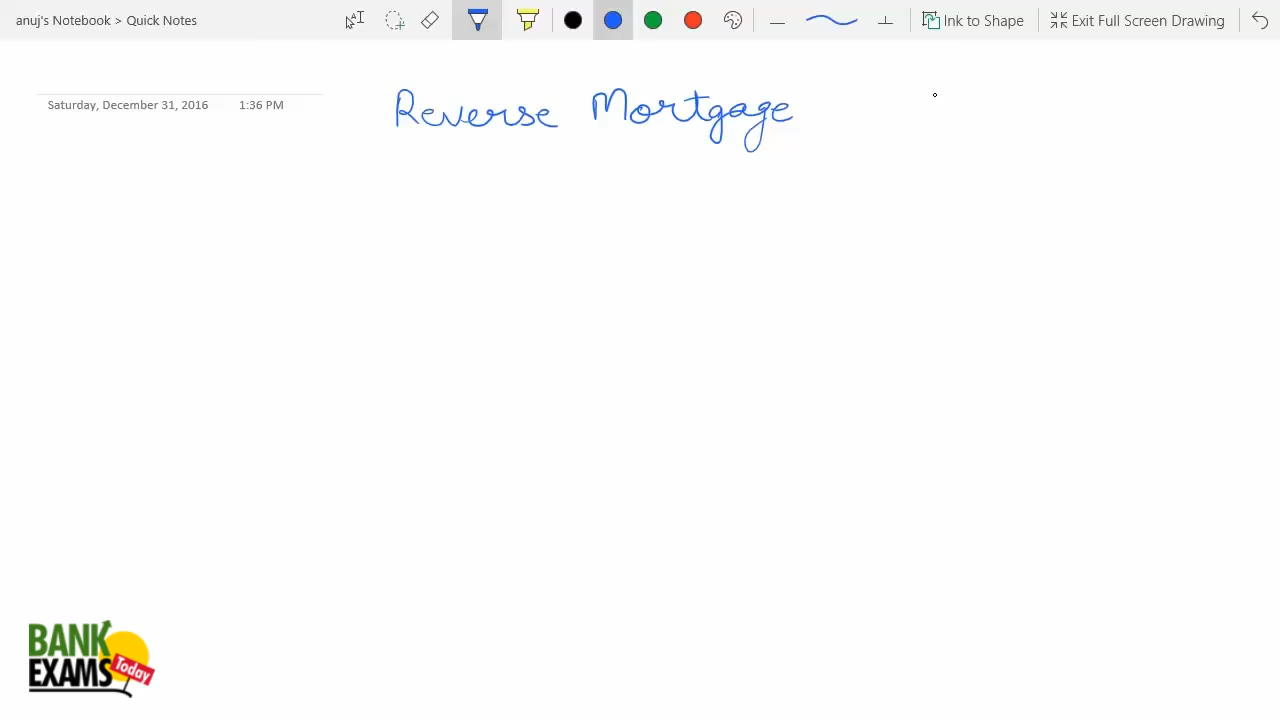 anuj's Notebook > Quick Notes
Ink to Shape
Exit Full Screen Drawing
Saturday, December 31, 2016 1:36 PM
Reverse Mortgage
BANK
EXAMS
Today